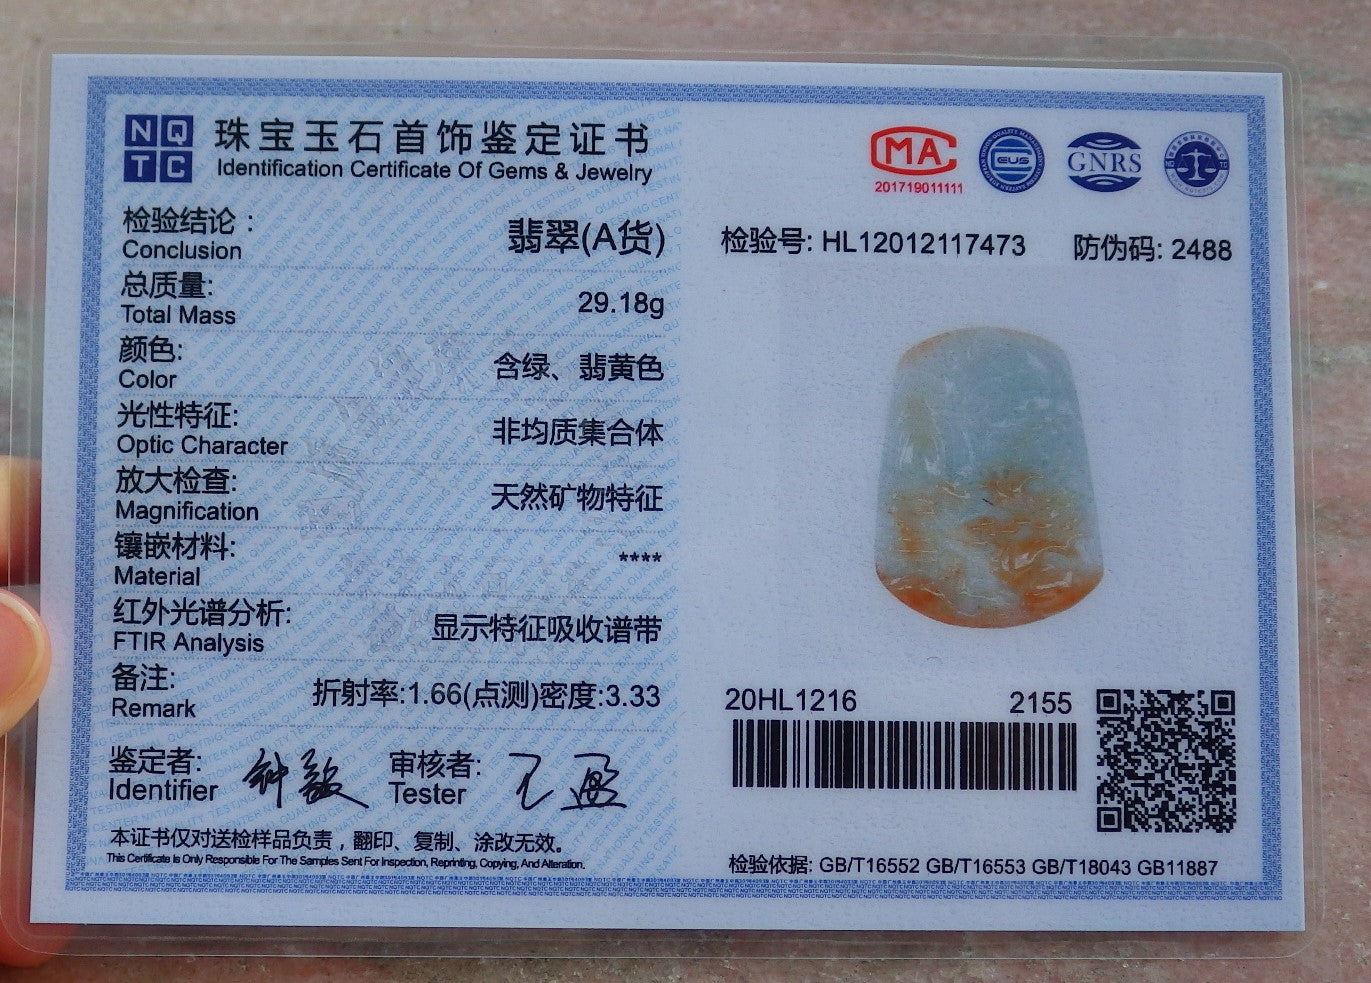 NQ
TC
珠宝玉石首饰鉴定证书
Identification Certificate Of Gems & Jewelry
检验结论：
翡翠(A货)
Conclusion
总质量:
29.18g
Total Mass
颜色:
含绿、翡黄色
Color
光性特征:
非均质集合体
Optic Character
放大检查:
天然矿物特征
Magnification
镶嵌材料:
****
Material
红外光谱分析:
显示特征吸收谱带
FTIR Analysis
备注:
折射率:1.66(点测)密度:3.33
Remark
鉴定者:
钟敏
审核者:
王盈
Identifier
Tester
本证书仅对送检样品负责，翻印、复制、涂改无效。
This Certificate Is Only Responsible For The Samples Sent For Inspection, Reprinting, Copying, And Alteration.
MA
201719011111
EUS
GNRS
检验号: HL12012117473
防伪码: 2488
20HL1216
2155
检验依据: GB/T16552 GB/T16553 GB/T18043 GB11887